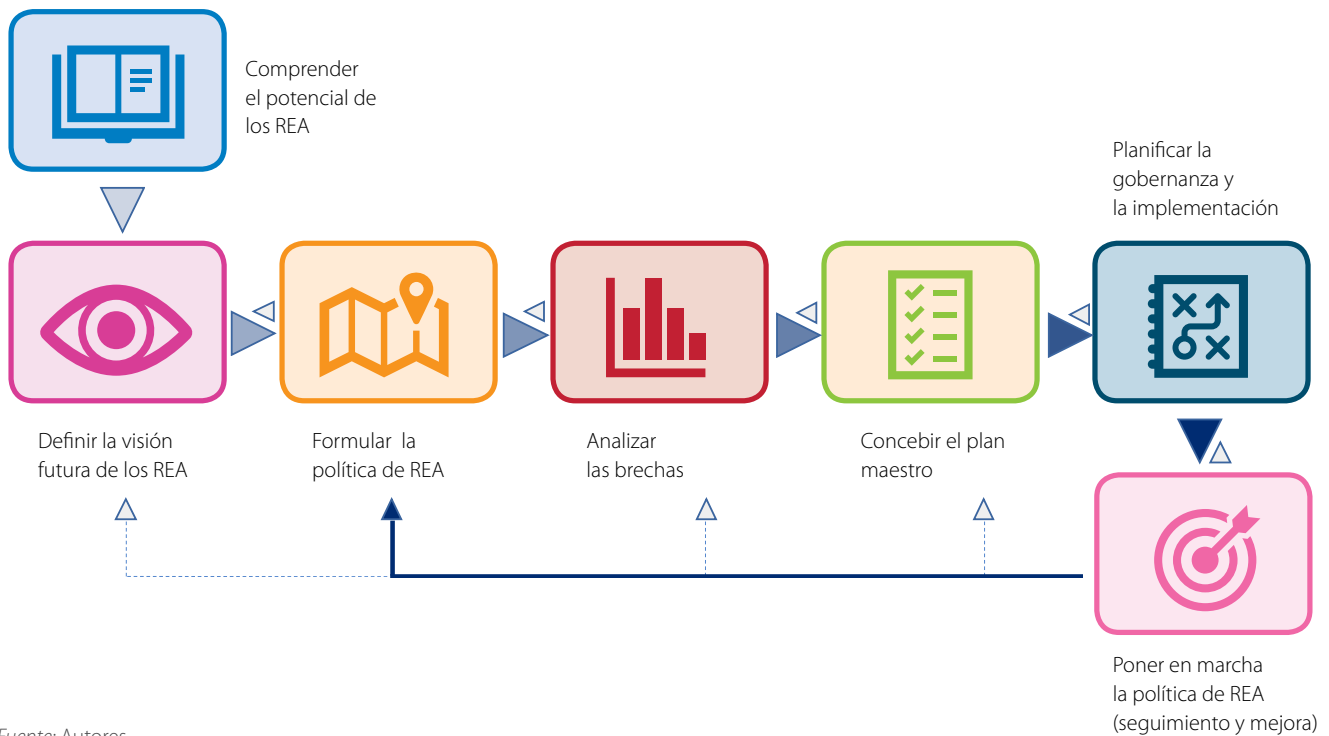 Comprender
el potencial de
los REA
Planificar la
gobernanza y
la implementación
Definir la visión
futura de los REA
Formular la
política de REA
Analizar
las brechas
Concebir el plan
maestro
Poner en marcha
la política de REA
(seguimiento y mejora)
Fuente: Autores